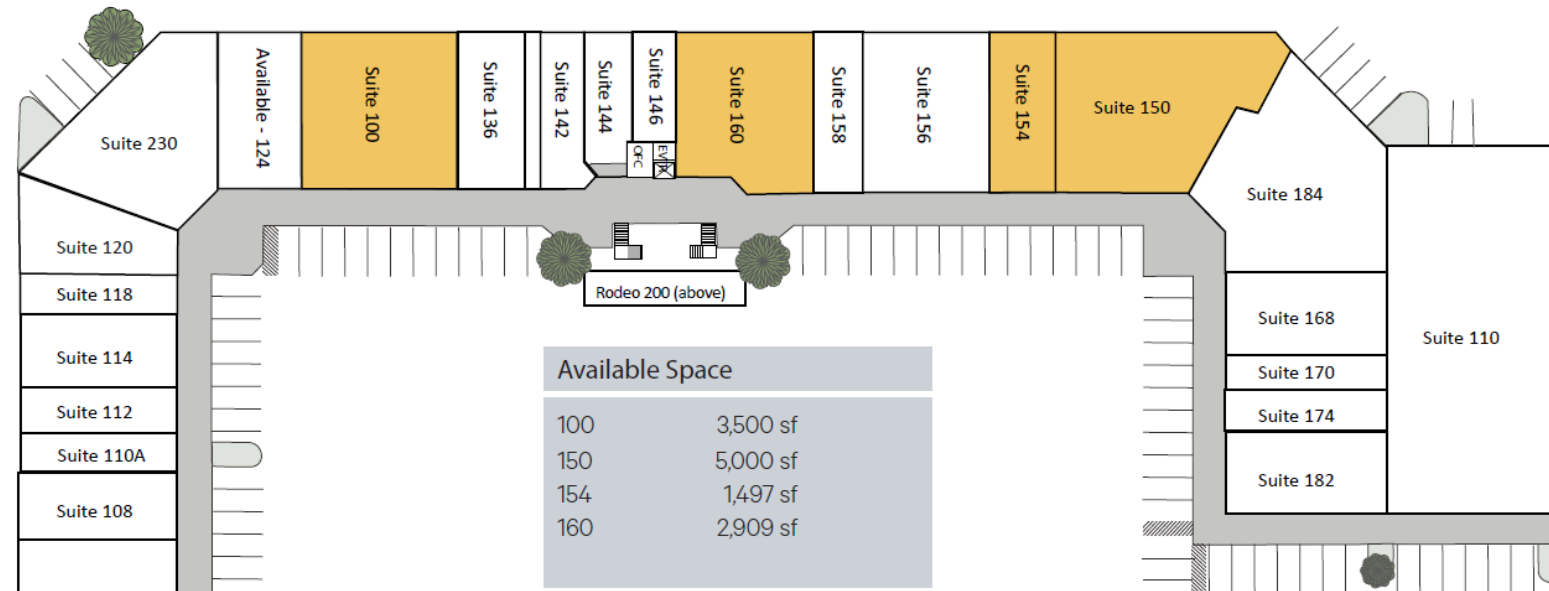 Suite 230
Available - 124
Suite 100
Suite 136
Suite 142
Suite 144
Suite 146
OFC
Suite 160
Suite 158
Suite 156
Suite 154
Suite 150
Suite 184
Suite 120
Suite 118
Suite 114
Suite 112
Suite 110A
Suite 108
Rodeo 200 (above)
Suite 168
Suite 170
Suite 174
Suite 182
Suite 110
Available Space
100 3,500 sf
150 5,000 sf
154 1,497 sf
160 2,909 sf